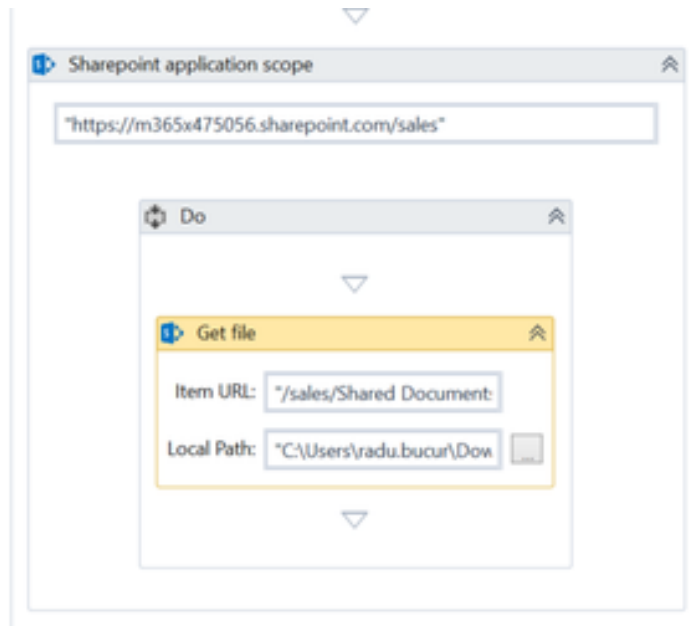 Sharepoint application scope
"https://m365x475056.sharepoint.com/sales"
Do
Get file
Item URL: "/sales/Shared Document:
Local Path: "C:\Users\radu.bucur\Dow ...